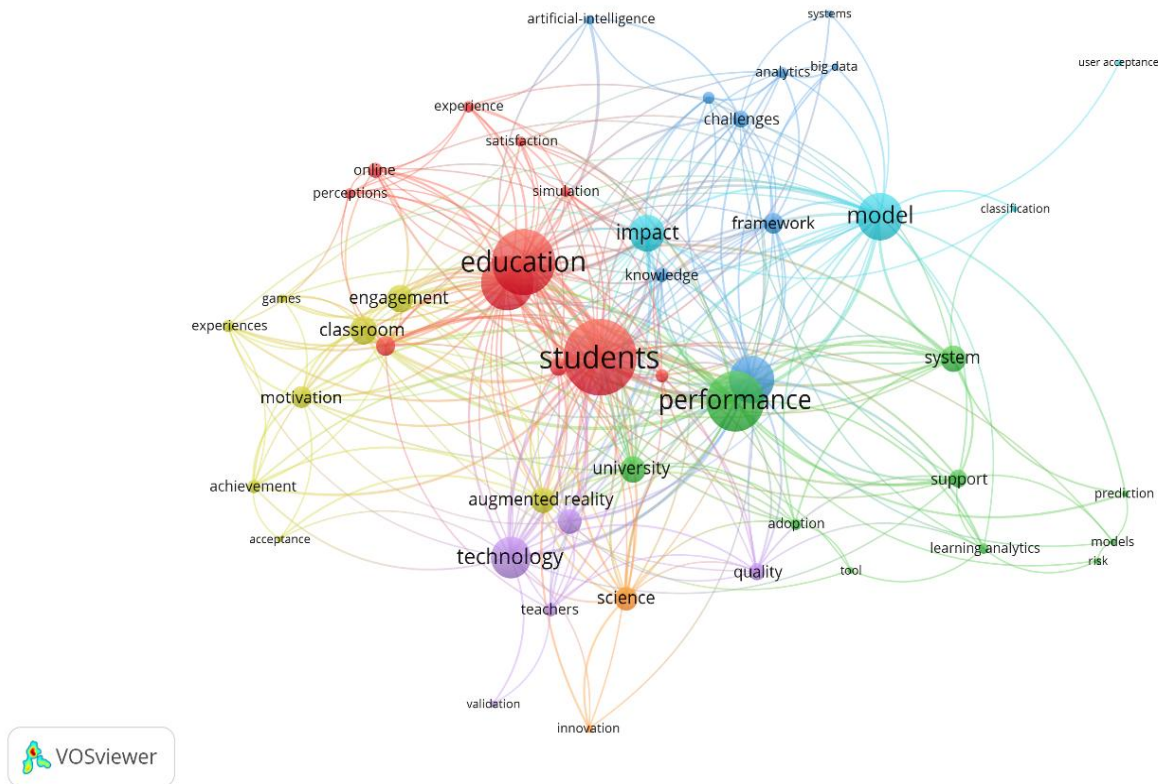 artificial-intelligence
systems
user acceptance
big data
analytics
experience
challenges
satisfaction
online
perceptions
simulation
classification
model
impact
framework
education
knowledge
games
engagement
experiences
classroom
students
system
motivation
performance
university
support
achievement
augmented reality
prediction
adoption
acceptance
models
learning analytics
technology
risk
quality
tool
science
teachers
validation
innovation
VOSviewer